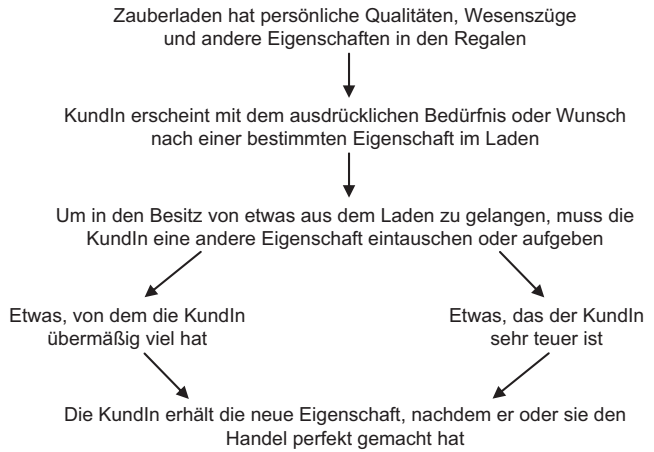 Zauberladen hat persönliche Qualitäten, Wesenszüge
und andere Eigenschaften in den Regalen
KundIn erscheint mit dem ausdrücklichen Bedürfnis oder Wunsch
nach einer bestimmten Eigenschaft im Laden
Um in den Besitz von etwas aus dem Laden zu gelangen, muss die
KundIn eine andere Eigenschaft eintauschen oder aufgeben
Etwas, von dem die KundIn
übermäßig viel hat
Etwas, das der KundIn
sehr teuer ist
Die KundIn erhält die neue Eigenschaft, nachdem er oder sie den
Handel perfekt gemacht hat